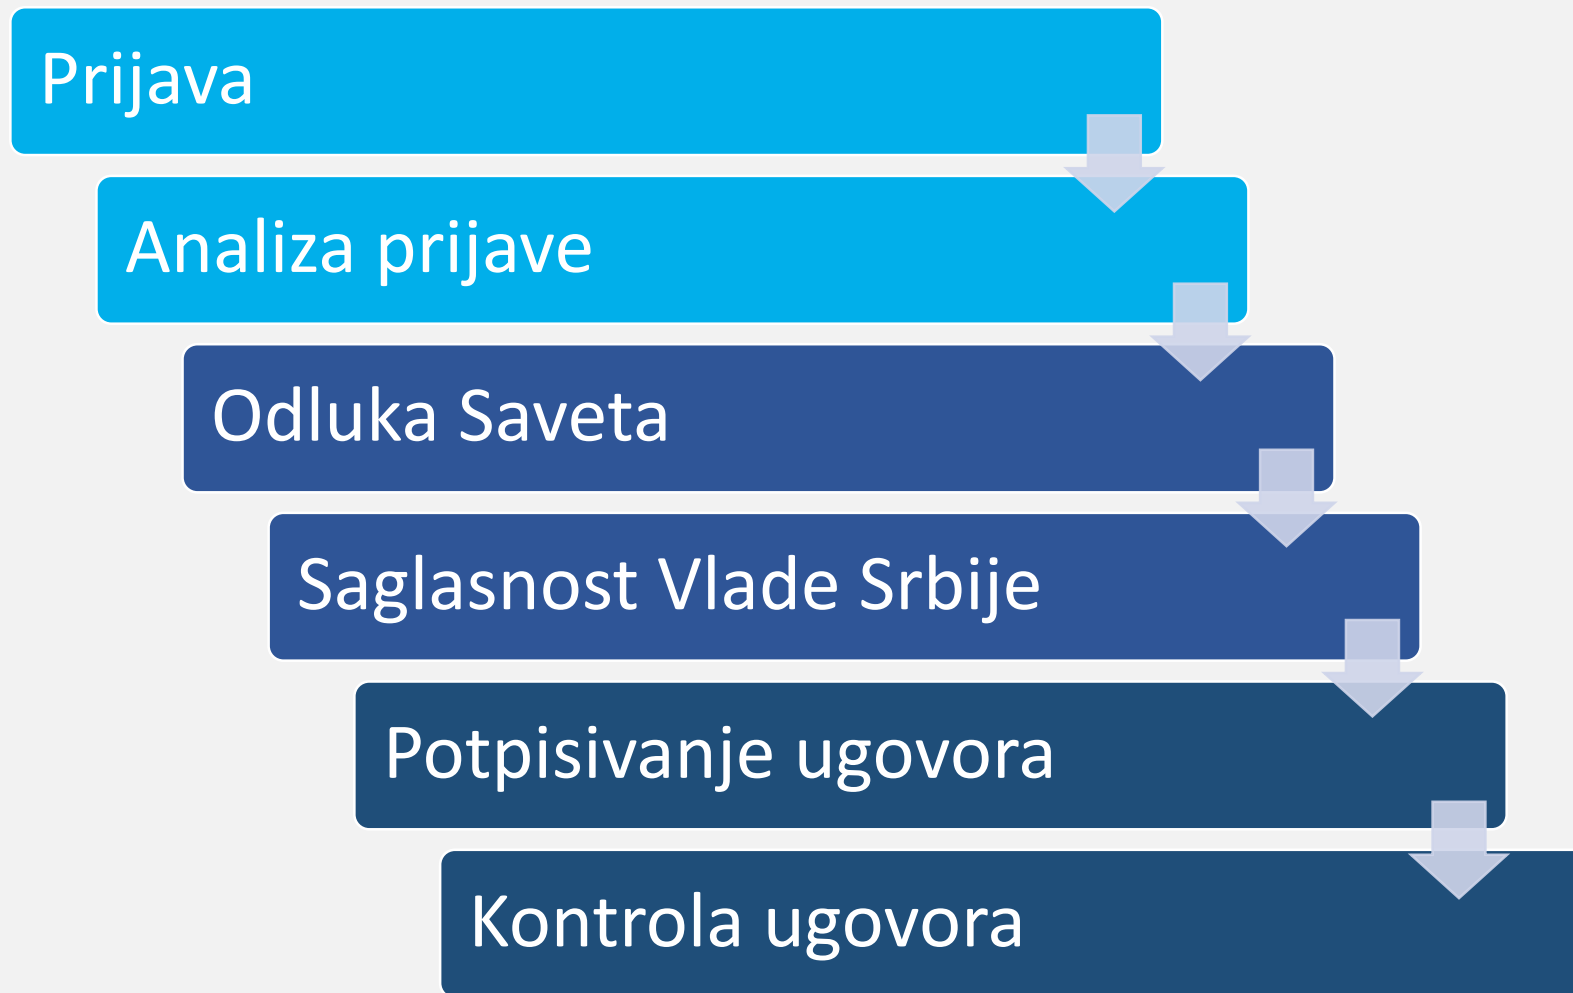 Prijava
Analiza prijave
Odluka Saveta
Saglasnost Vlade Srbije
Potpisivanje ugovora
Kontrola ugovora